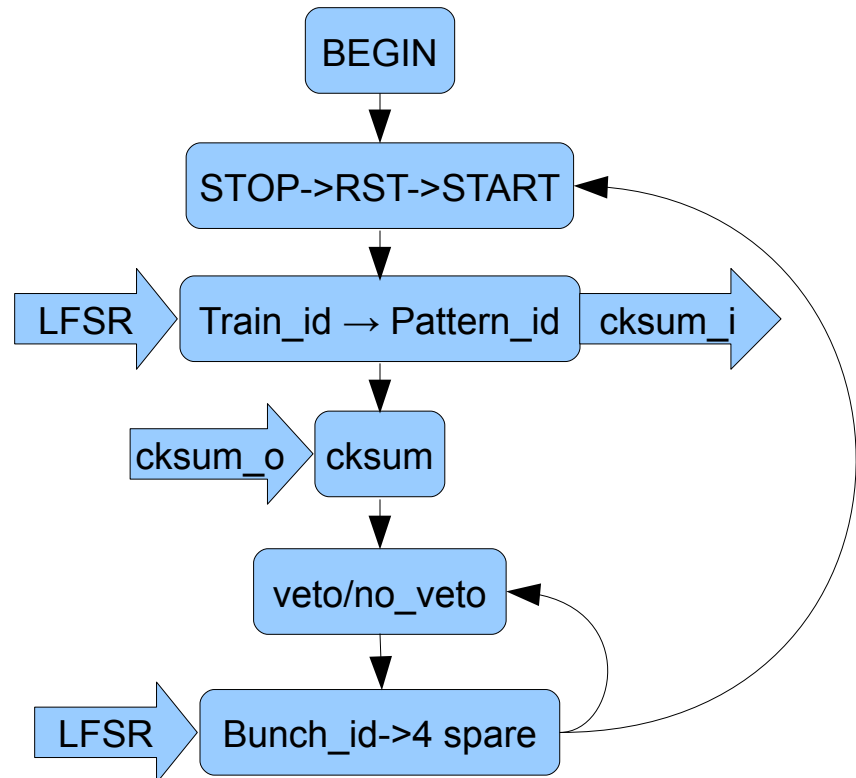 BEGIN
STOP->RST->START
LFSR
Train_id → Pattern_id
cksum_i
cksum_o
cksum
veto/no_veto
LFSR
Bunch_id->4 spare